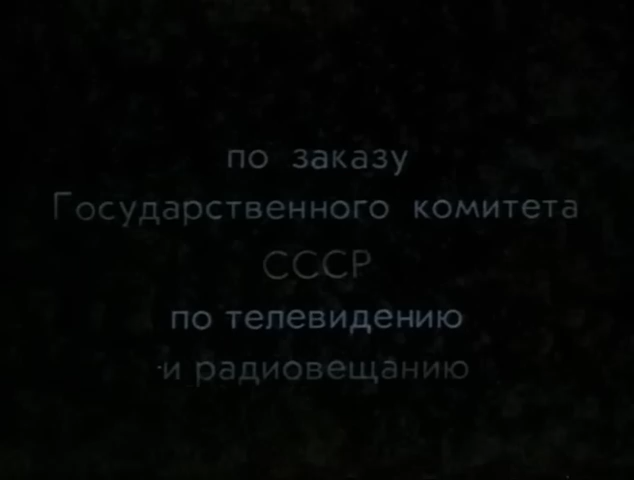 по заказу
Государственного комитета
СССР
по телевидению
и радиовещанию